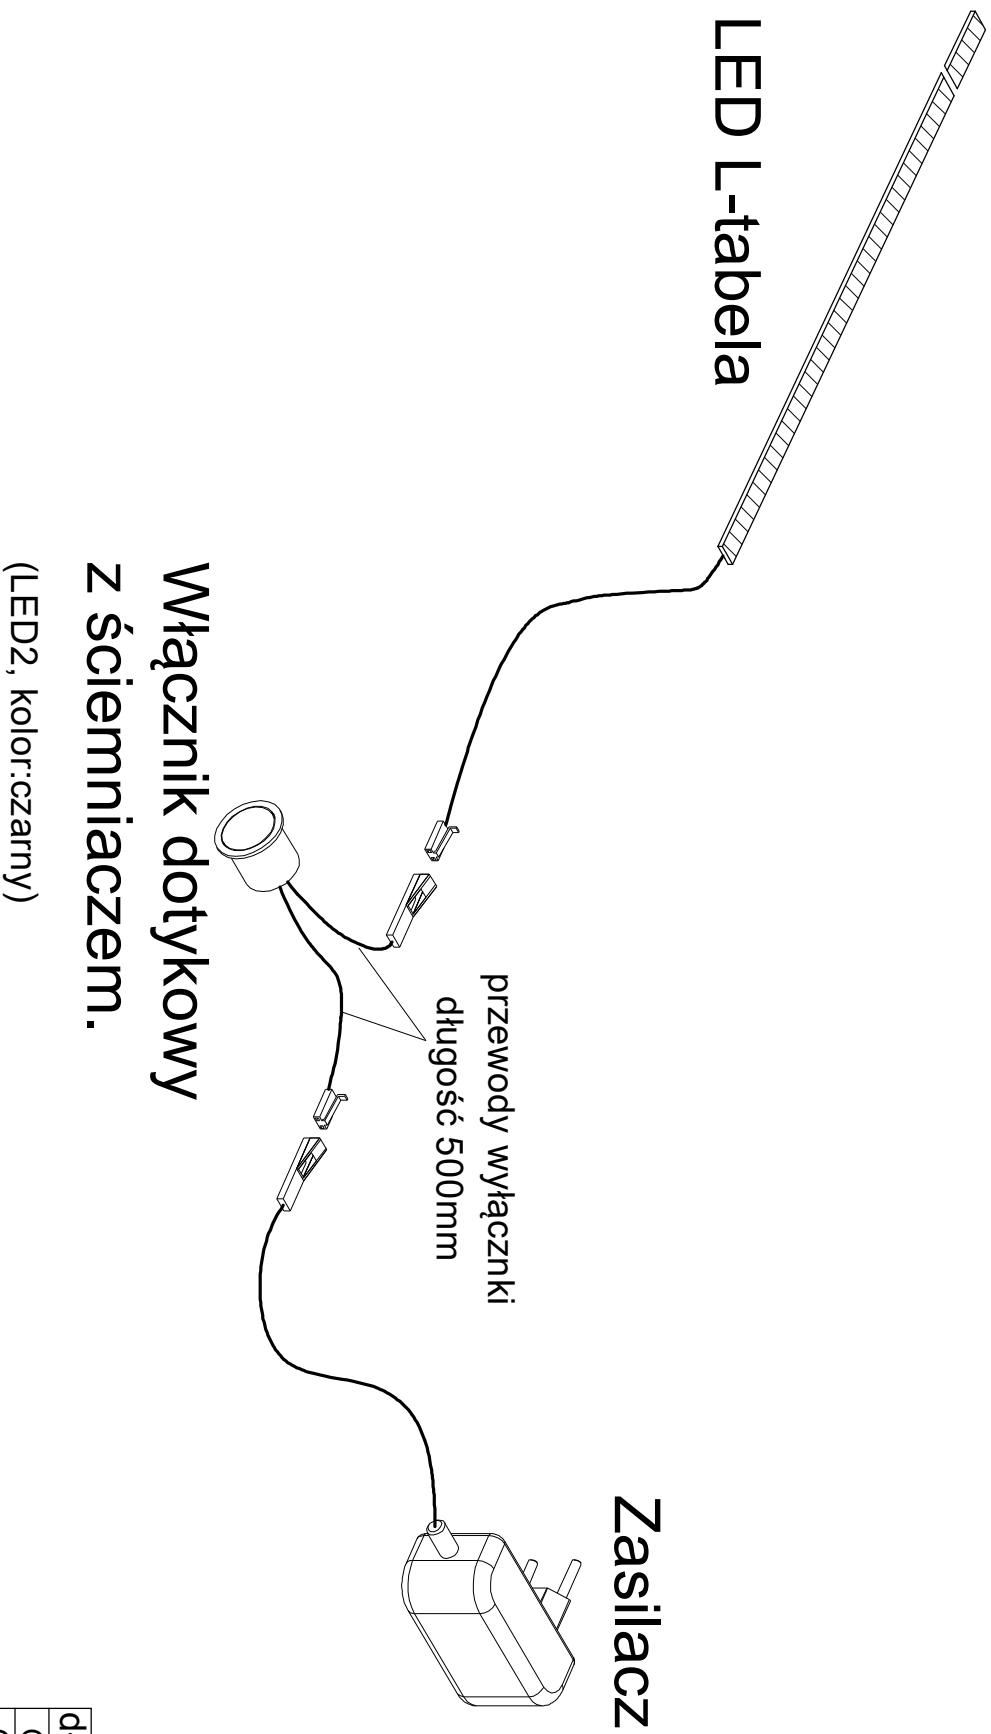 LED L-tabela
Zasilacz
przewody wyłącznki
długość 500mm
Włącznik dotykowy
z ściemniaczem.
(LED2, kolor:czarny)